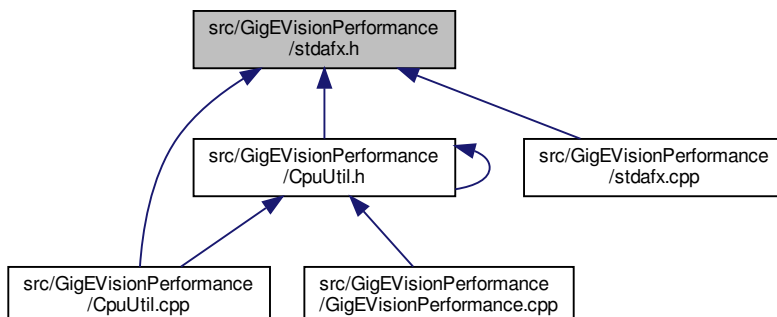 src/GigEVisionPerformance
/stdafx.h
src/GigEVisionPerformance
/CpuUtil.h
src/GigEVisionPerformance
/stdafx.cpp
src/GigEVisionPerformance
/CpuUtil.cpp
src/GigEVisionPerformance
/GigEVisionPerformance.cpp